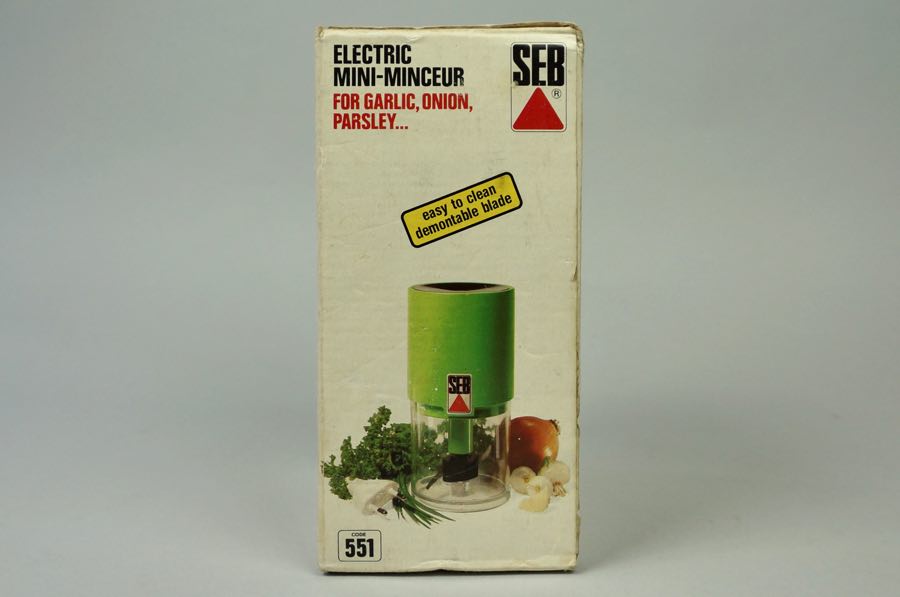 ELECTRIC
MINI-MINCEUR
FOR GARLIC, ONION,
PARSLEY...
SEB
®
easy to clean
demontable blade
SEB
CODE
551